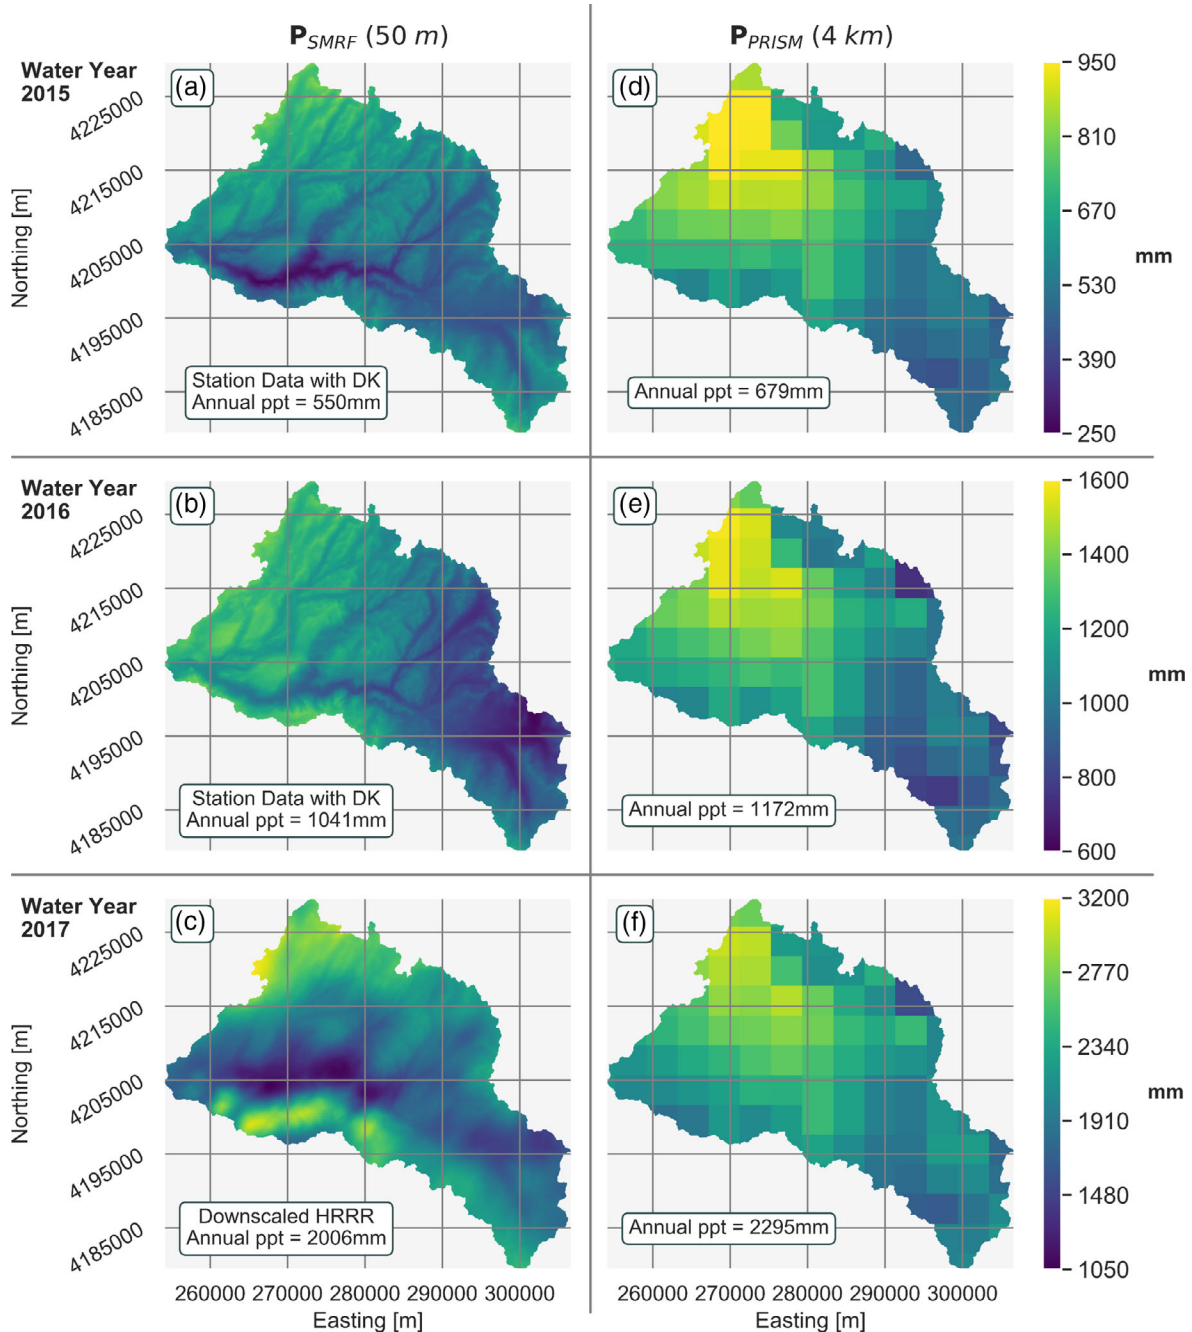 P_SMRF (50 m)
P_PRISM (4 km)
Water Year
2015
(a)
(d)
4225000
4215000
4205000
4195000
4185000
Northing [m]
Station Data with DK
Annual ppt = 550mm
Annual ppt = 679mm
950
810
670
530
390
250
mm
Water Year
2016
(b)
(e)
4225000
4215000
4205000
4195000
4185000
Northing [m]
Station Data with DK
Annual ppt = 1041mm
Annual ppt = 1172mm
1600
1400
1200
1000
800
600
mm
Water Year
2017
(c)
(f)
4225000
4215000
4205000
4195000
4185000
Northing [m]
Downscaled HRRR
Annual ppt = 2006mm
Annual ppt = 2295mm
3200
2770
2340
1910
1480
1050
mm
260000 270000 280000 290000 300000
260000 270000 280000 290000 300000
Easting [m]
Easting [m]